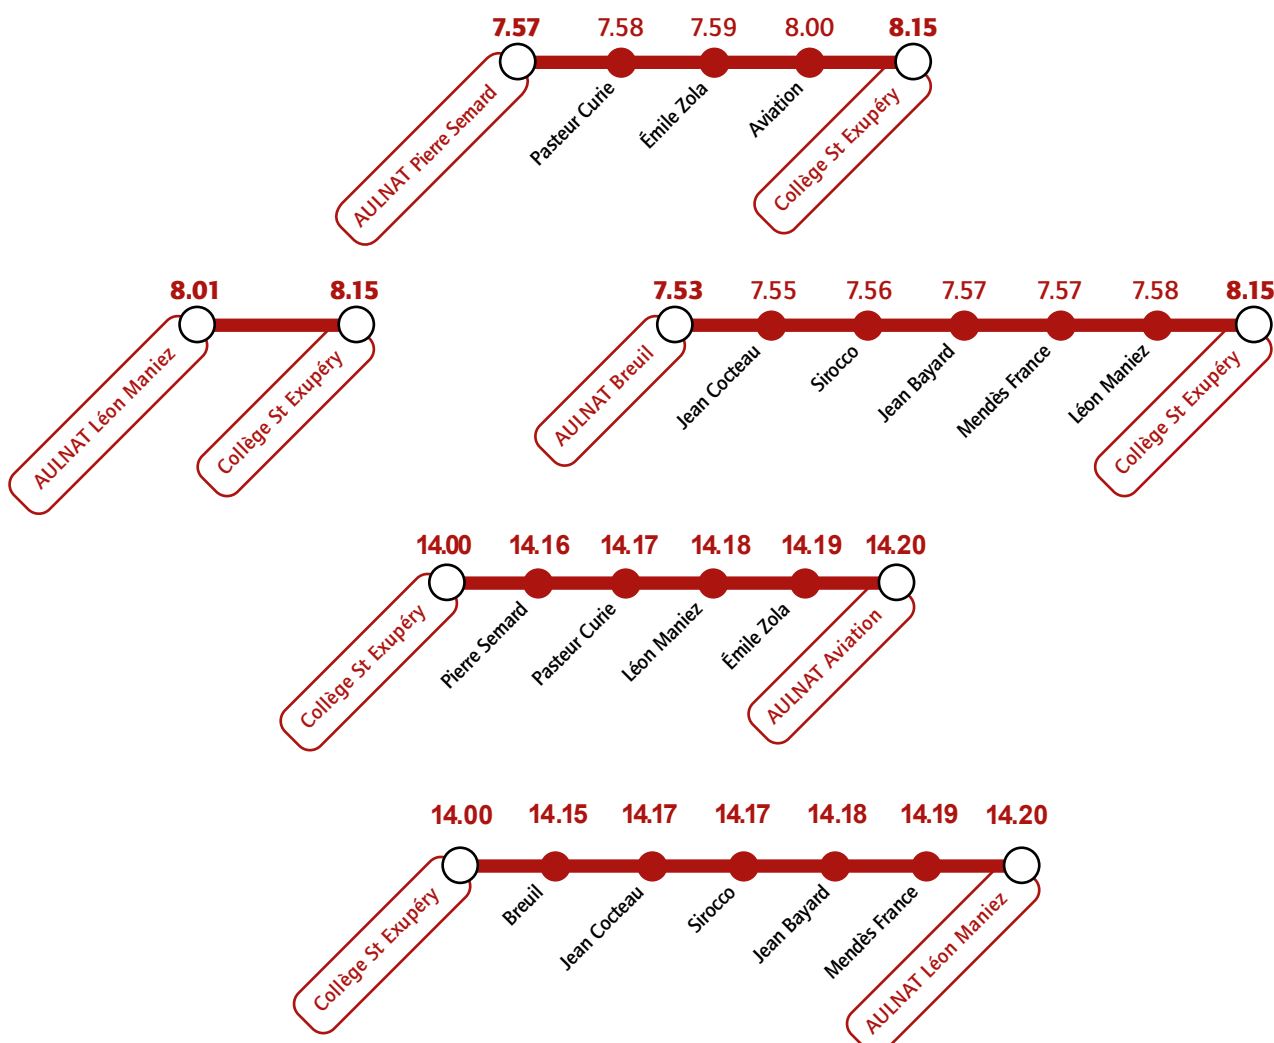 7.57 7.58 7.59 8.00 8.15
AULNAT Pierre Semard
Pasteur Curie
Émile Zola
Aviation
Collège St Exupéry
8.01 8.15
AULNAT Léon Maniez
Collège St Exupéry
7.53 7.55 7.56 7.57 7.57 7.58 8.15
AULNAT Breuil
Jean Cocteau
Sirocco
Jean Bayard
Mendès France
Léon Maniez
Collège St Exupéry
14.00 14.16 14.17 14.18 14.19 14.20
Collège St Exupéry
Pierre Semard
Pasteur Curie
Léon Maniez
Émile Zola
AULNAT Aviation
14.00 14.15 14.17 14.17 14.18 14.19 14.20
Collège St Exupéry
Breuil
Jean Cocteau
Sirocco
Jean Bayard
Mendès France
AULNAT Léon Maniez